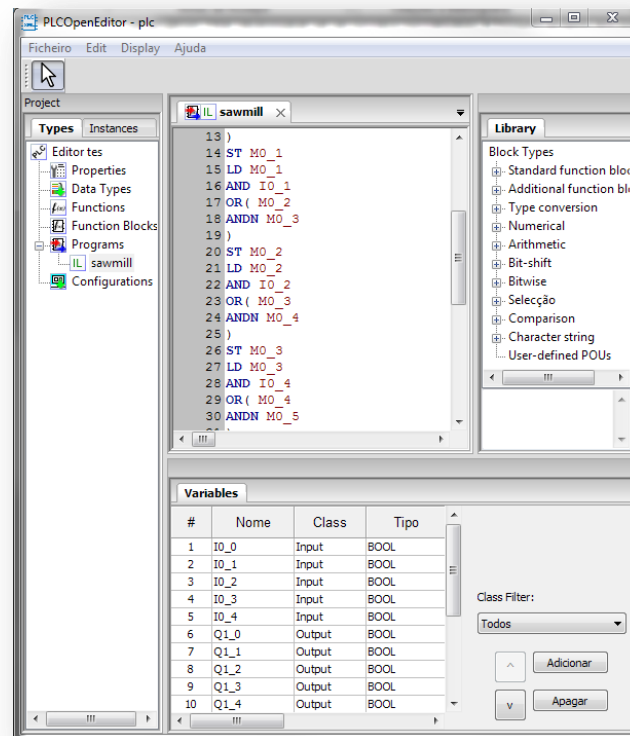 PLCOpenEditor - plc
Ficheiro Edit Display Ajuda
Project
Types Instances
Editor tes
Properties
Data Types
Functions
Function Blocks
Programs
IL sawmill
Configurations
IL sawmill
13 )
14 ST M0_1
15 LD M0_1
16 AND I0_1
17 OR( M0_2
18 ANDN M0_3
19 )
20 ST M0_2
21 LD M0_2
22 AND I0_2
23 OR( M0_3
24 ANDN M0_4
25 )
26 ST M0_3
27 LD M0_3
28 AND I0_4
29 OR( M0_4
30 ANDN M0_5
Library
Block Types
Standard function bloc
Additional function bl
Type conversion
Numerical
Arithmetic
Bit-shift
Bitwise
Selecção
Comparison
Character string
User-defined POUs
Variables
# Nome Class Tipo
1 I0_0 Input BOOL
2 I0_1 Input BOOL
3 I0_2 Input BOOL
4 I0_3 Input BOOL
5 I0_4 Input BOOL
6 Q1_0 Output BOOL
7 Q1_1 Output BOOL
8 Q1_2 Output BOOL
9 Q1_3 Output BOOL
10 Q1_4 Output BOOL
Class Filter:
Todos
Adicionar
Apagar